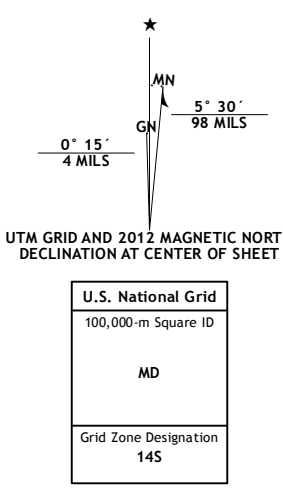 MN
GN
5° 30´
98 MILS
0° 15´
4 MILS
UTM GRID AND 2012 MAGNETIC NORT
DECLINATION AT CENTER OF SHEET
U.S. National Grid
100,000-m Square ID
MD
Grid Zone Designation
14S